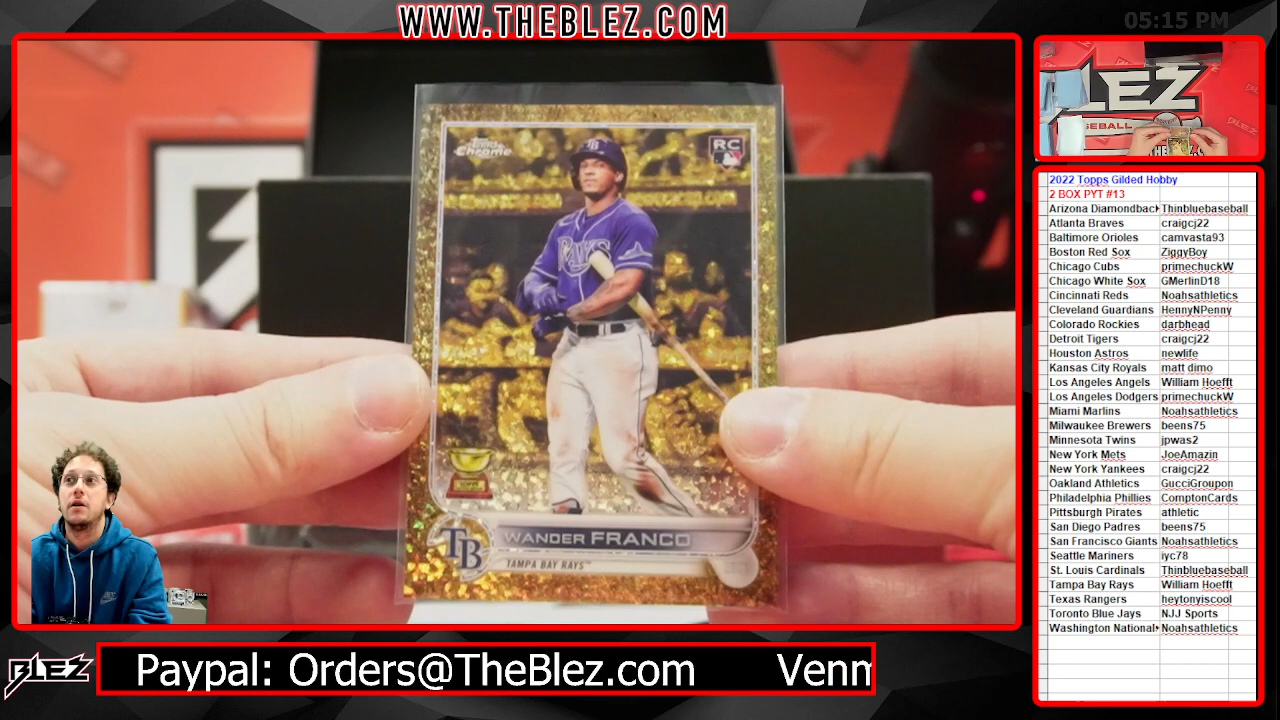 WWW.THEBLEZ.COM
05:15 PM
Topps
Chrome
RC
TB
RAYS
TB
WANDER FRANCO
TAMPA BAY RAYS™
LEZ
BASEBALL
2022 Topps Gilded Hobby
2 BOX PYT #13
Arizona Diamondbac Thinbluebaseball
Atlanta Braves craigcj22
Baltimore Orioles camvasta93
Boston Red Sox ZiggyBoy
Chicago Cubs primechuckW
Chicago White Sox GMerlinD18
Cincinnati Reds Noahsathletics
Cleveland Guardians HennyNPenny
Colorado Rockies darbhead
Detroit Tigers craigcj22
Houston Astros newlife
Kansas City Royals matt dimo
Los Angeles Angels William Hoefft
Los Angeles Dodgers primechuckW
Miami Marlins Noahsathletics
Milwaukee Brewers beens75
Minnesota Twins jpwas2
New York Mets JoeAmazin
New York Yankees craigcj22
Oakland Athletics GucciGroupon
Philadelphia Phillies ComptonCards
Pittsburgh Pirates athletic
San Diego Padres beens75
San Francisco Giants Noahsathletics
Seattle Mariners iyc78
St. Louis Cardinals Thinbluebaseball
Tampa Bay Rays William Hoefft
Texas Rangers heytonyiscool
Toronto Blue Jays NJJ Sports
Washington National Noahsathletics
BLEZ
Paypal: Orders@TheBlez.com Venm